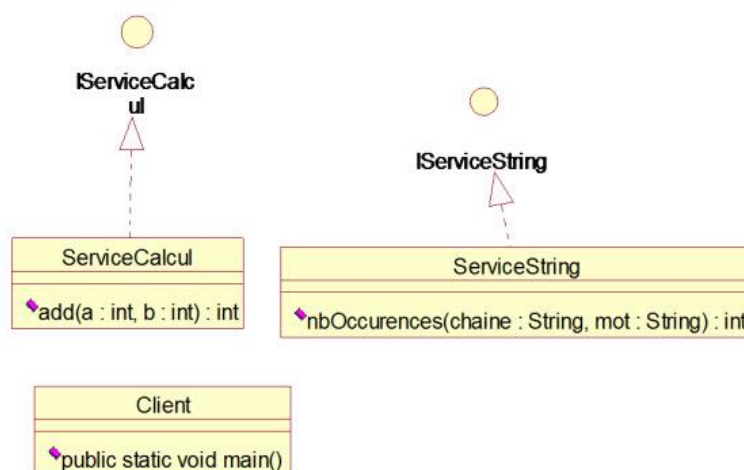 IServiceCalc
ul
IServiceString
ServiceCalcul
add(a : int, b : int) : int
ServiceString
nbOccurences(chaine : String, mot : String) : int
Client
public static void main()